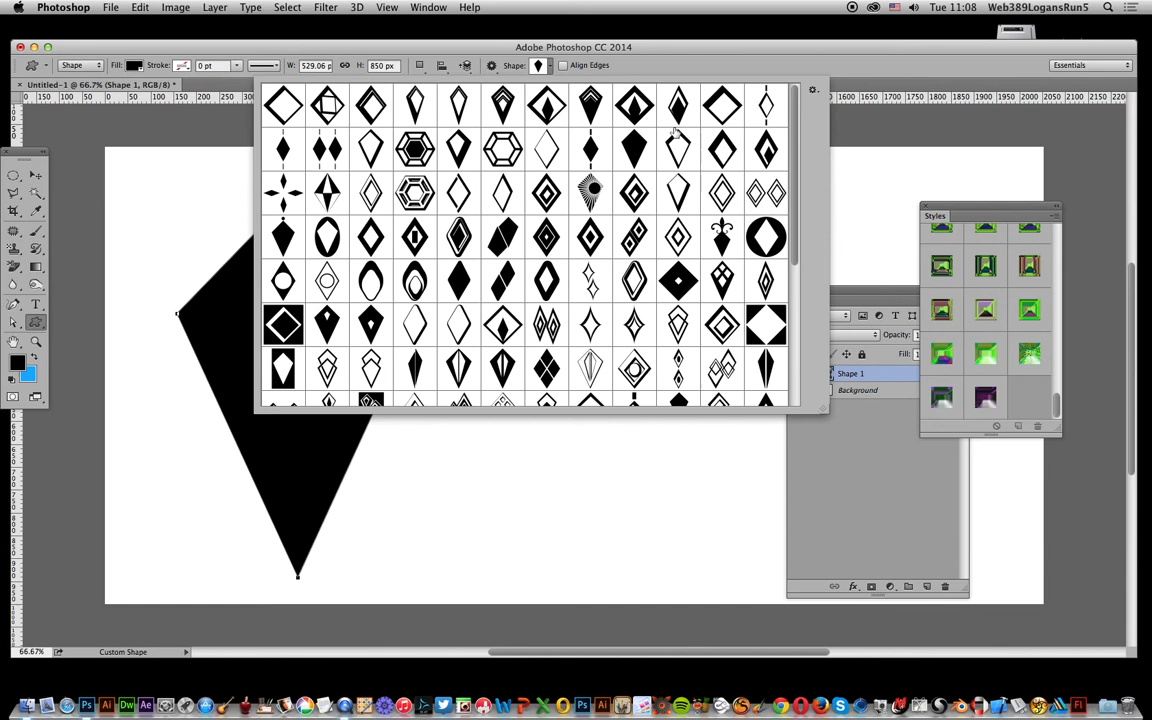 Photoshop File Edit Image Layer Type Select Filter 3D View Window Help Tue 11:08 Web389LogansRun5
Adobe Photoshop CC 2014
Shape Fill: Stroke: 0 pt W: 529.06 p H: 850 px Shape: Align Edges Essentials
Untitled-1 @ 66.7% (Shape 1, RGB/8) *
Styles
Opacity: 1
Fill: 1
Shape 1
Background
66.67% Custom Shape